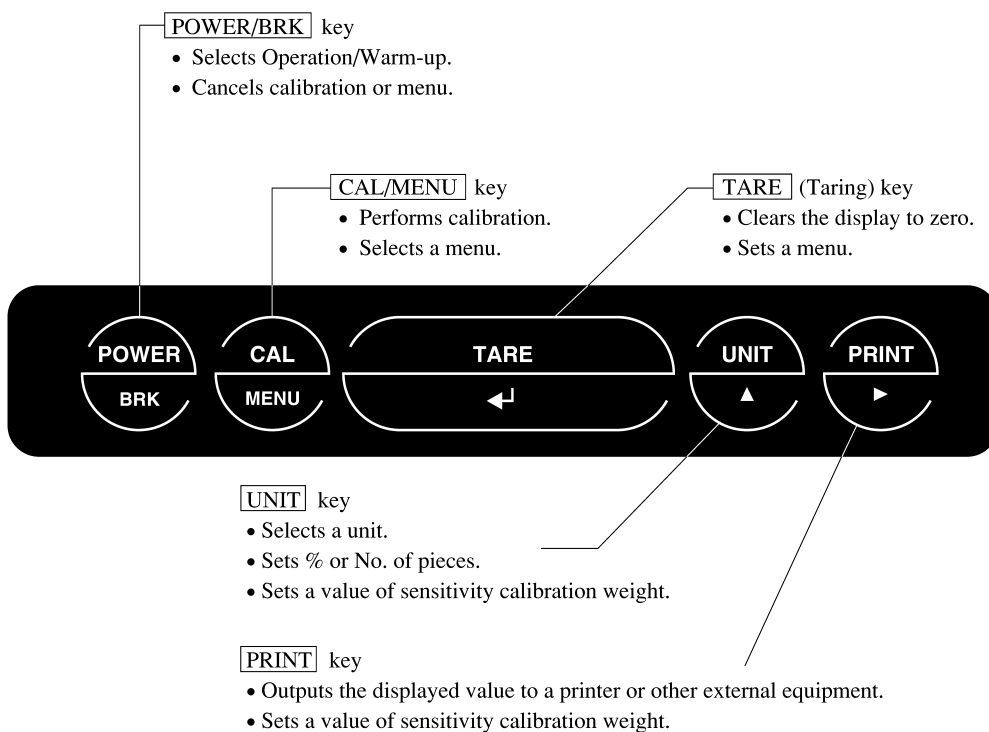 POWER/BRK key
• Selects Operation/Warm-up.
• Cancels calibration or menu.
CAL/MENU key
• Performs calibration.
• Selects a menu.
TARE (Taring) key
• Clears the display to zero.
• Sets a menu.
POWER
BRK
CAL
MENU
TARE
UNIT
PRINT
UNIT key
• Selects a unit.
• Sets % or No. of pieces.
• Sets a value of sensitivity calibration weight.
PRINT key
• Outputs the displayed value to a printer or other external equipment.
• Sets a value of sensitivity calibration weight.